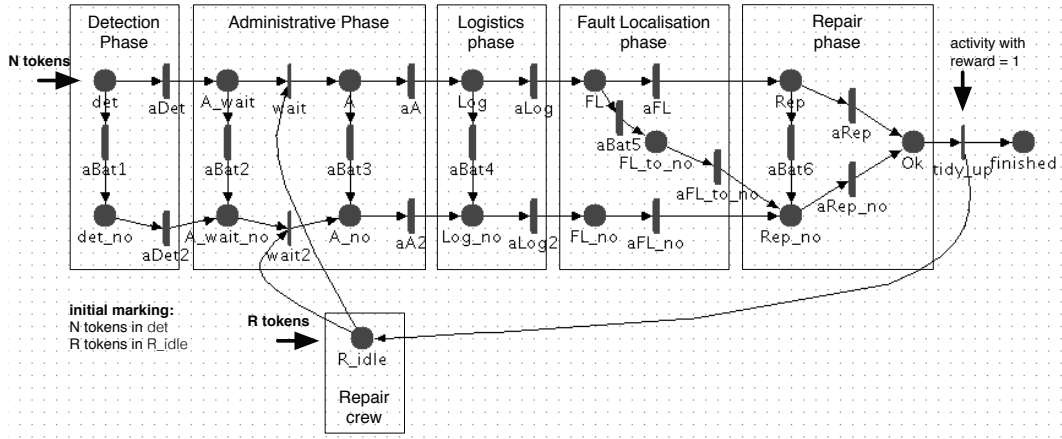 Detection
Phase
Administrative Phase
Logistics
phase
Fault Localisation
phase
Repair
phase
activity with
reward = 1
N tokens
det
aDet
A_wait
wait
A
aA
Log
aLog
FL
aFL
Rep
aRep
aBat1
aBat2
aBat3
aBat4
aBat5
FL_to_no
aFL_to_no
aBat6
Ok
tidy_up
finished
det_no
aDet2
A_wait_no
wait2
A_no
aA2
Log_no
aLog2
FL_no
aFL_no
Rep_no
aRep_no
initial marking:
N tokens in det
R tokens in R_idle
R tokens
R_idle
Repair
crew